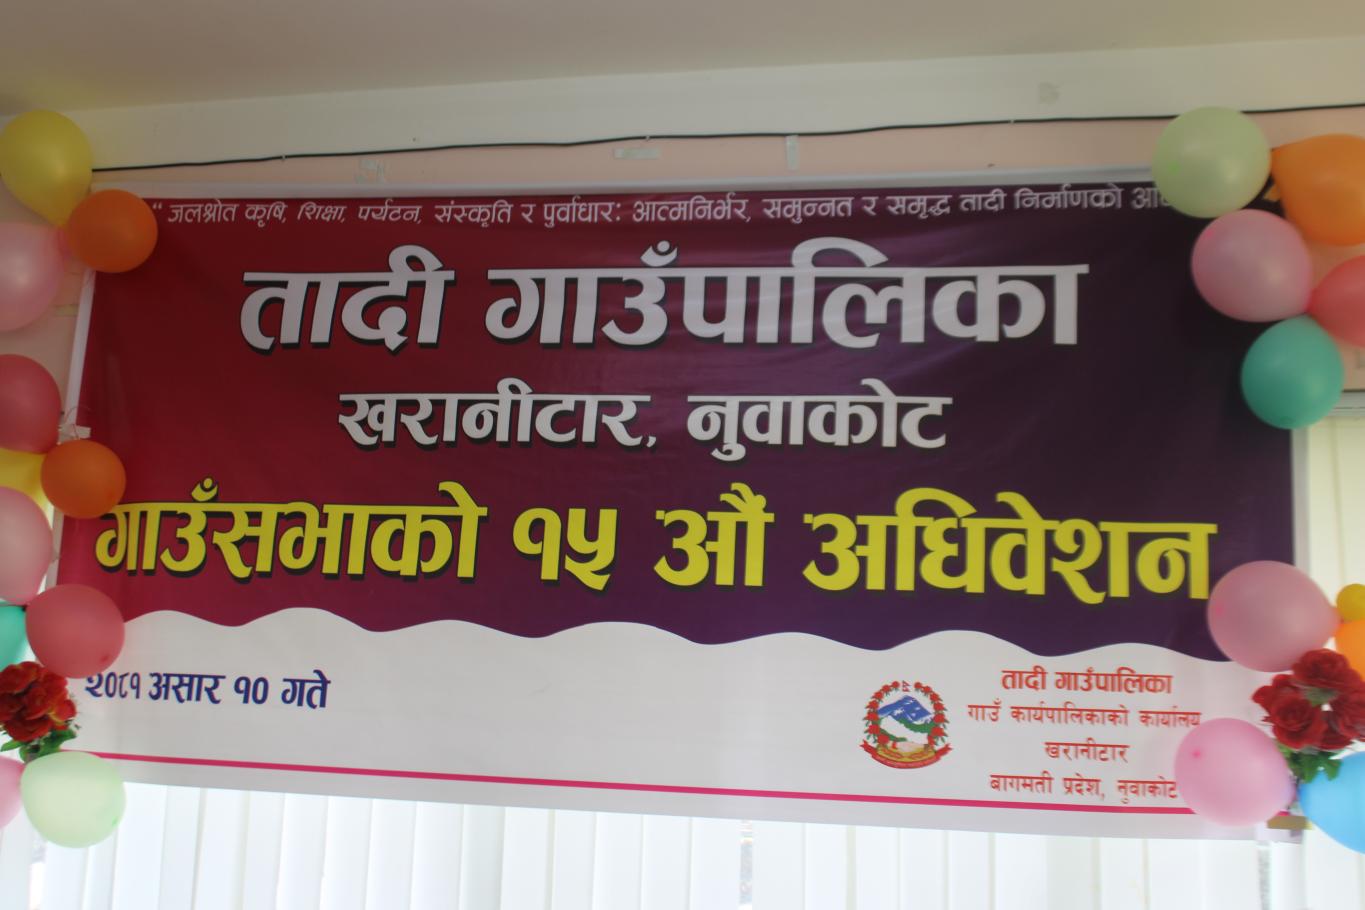 “ जलश्रोत कृषि, शिक्षा, पर्यटन, संस्कृति र पुर्वाधारः आत्मनिर्भर, समुन्नत र समृद्ध तादी निर्माणको
तादी गाउँपालिका
खरानीटार, नुवाकोट
गाउँसभाको १५ औं अधिवेशन
२०८१ असार १० गते
तादी गाउँपालिका
गाउँ कार्यपालिकाको कार्यालय
खरानीटार
बागमती प्रदेश, नुवाकोट